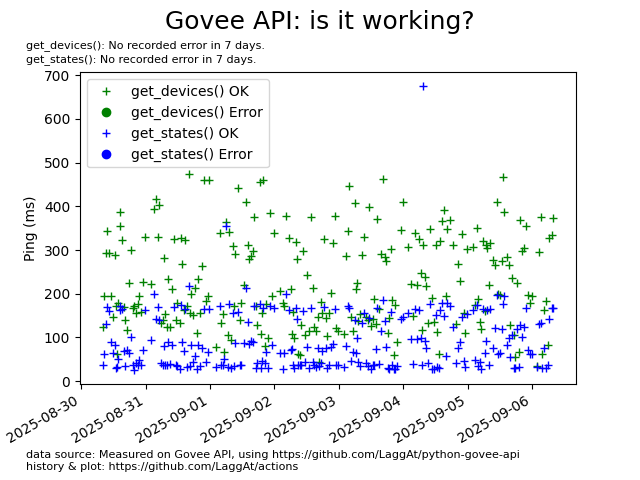 Govee API: is it working?
get_devices(): No recorded error in 7 days.
get_states(): No recorded error in 7 days.
700
600
500
400
300
200
100
0
Ping (ms)
get_devices() OK
get_devices() Error
get_states() OK
get_states() Error
2025-08-30
2025-08-31
2025-09-01
2025-09-02
2025-09-03
2025-09-04
2025-09-05
2025-09-06
data source: Measured on Govee API, using https://github.com/LaggAt/python-govee-api
history & plot: https://github.com/LaggAt/actions